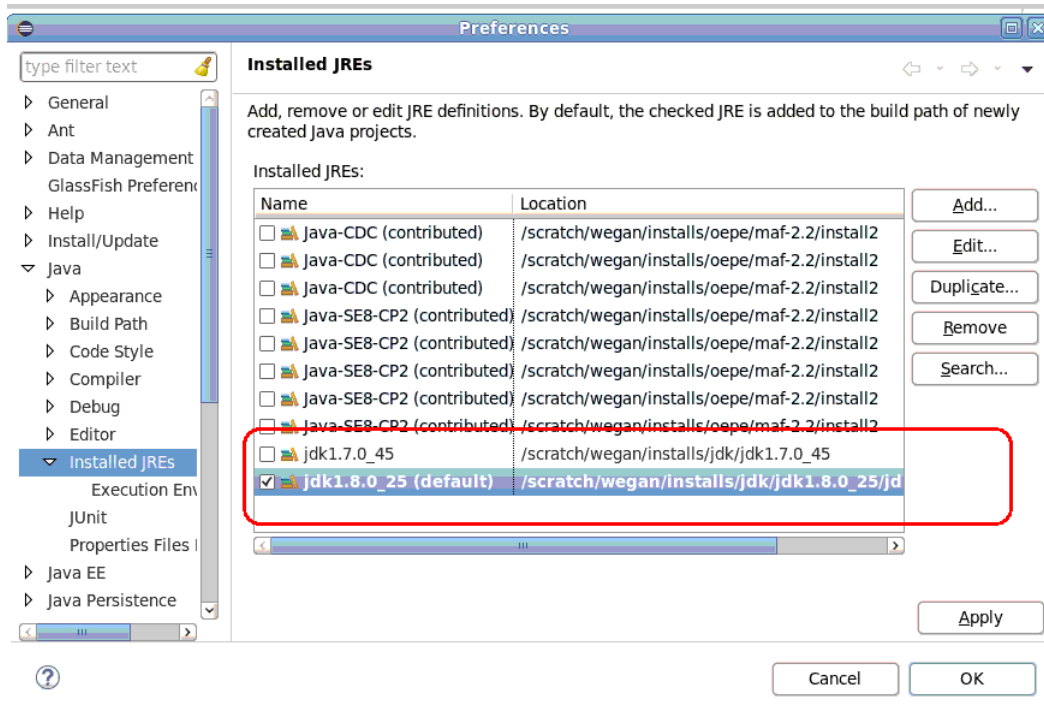 Preferences
type filter text
General
Ant
Data Management
GlassFish Preferen
Help
Install/Update
Java
Appearance
Build Path
Code Style
Compiler
Debug
Editor
Installed JREs
Execution Env
JUnit
Properties Files
Java EE
Java Persistence
Installed JREs
Add, remove or edit JRE definitions. By default, the checked JRE is added to the build path of newly
created Java projects.
Installed JREs:
Name Location
Java-CDC (contributed) /scratch/wegan/installs/oepe/maf-2.2/install2
Java-CDC (contributed) /scratch/wegan/installs/oepe/maf-2.2/install2
Java-CDC (contributed) /scratch/wegan/installs/oepe/maf-2.2/install2
Java-SE8-CP2 (contributed) /scratch/wegan/installs/oepe/maf-2.2/install2
Java-SE8-CP2 (contributed) /scratch/wegan/installs/oepe/maf-2.2/install2
Java-SE8-CP2 (contributed) /scratch/wegan/installs/oepe/maf-2.2/install2
Java-SE8-CP2 (contributed) /scratch/wegan/installs/oepe/maf-2.2/install2
Java-SE8-CP2 (contributed) /scratch/wegan/installs/oepe/maf-2.2/install2
jdk1.7.0_45 /scratch/wegan/installs/jdk/jdk1.7.0_45
jdk1.8.0_25 (default) /scratch/wegan/installs/jdk/jdk1.8.0_25/jd
Add...
Edit...
Duplicate...
Remove
Search...
Apply
Cancel
OK